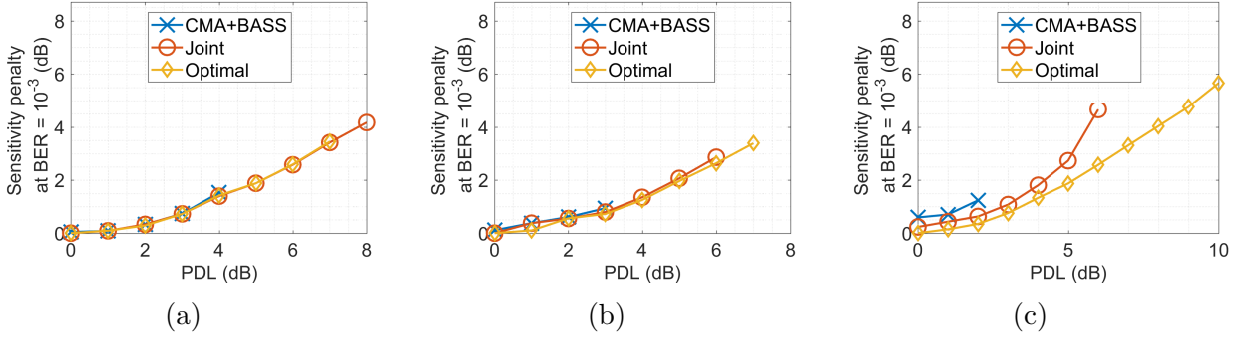 8
6
4
2
0
Sensitivity penalty
at BER = 10⁻³ (dB)
CMA+BASS
Joint
Optimal
0 2 4 6 8
PDL (dB)
(a)
8
6
4
2
0
Sensitivity penalty
at BER = 10⁻³ (dB)
CMA+BASS
Joint
Optimal
0 2 4 6 8
PDL (dB)
(b)
8
6
4
2
0
Sensitivity penalty
at BER = 10⁻³ (dB)
CMA+BASS
Joint
Optimal
0 5 10
PDL (dB)
(c)